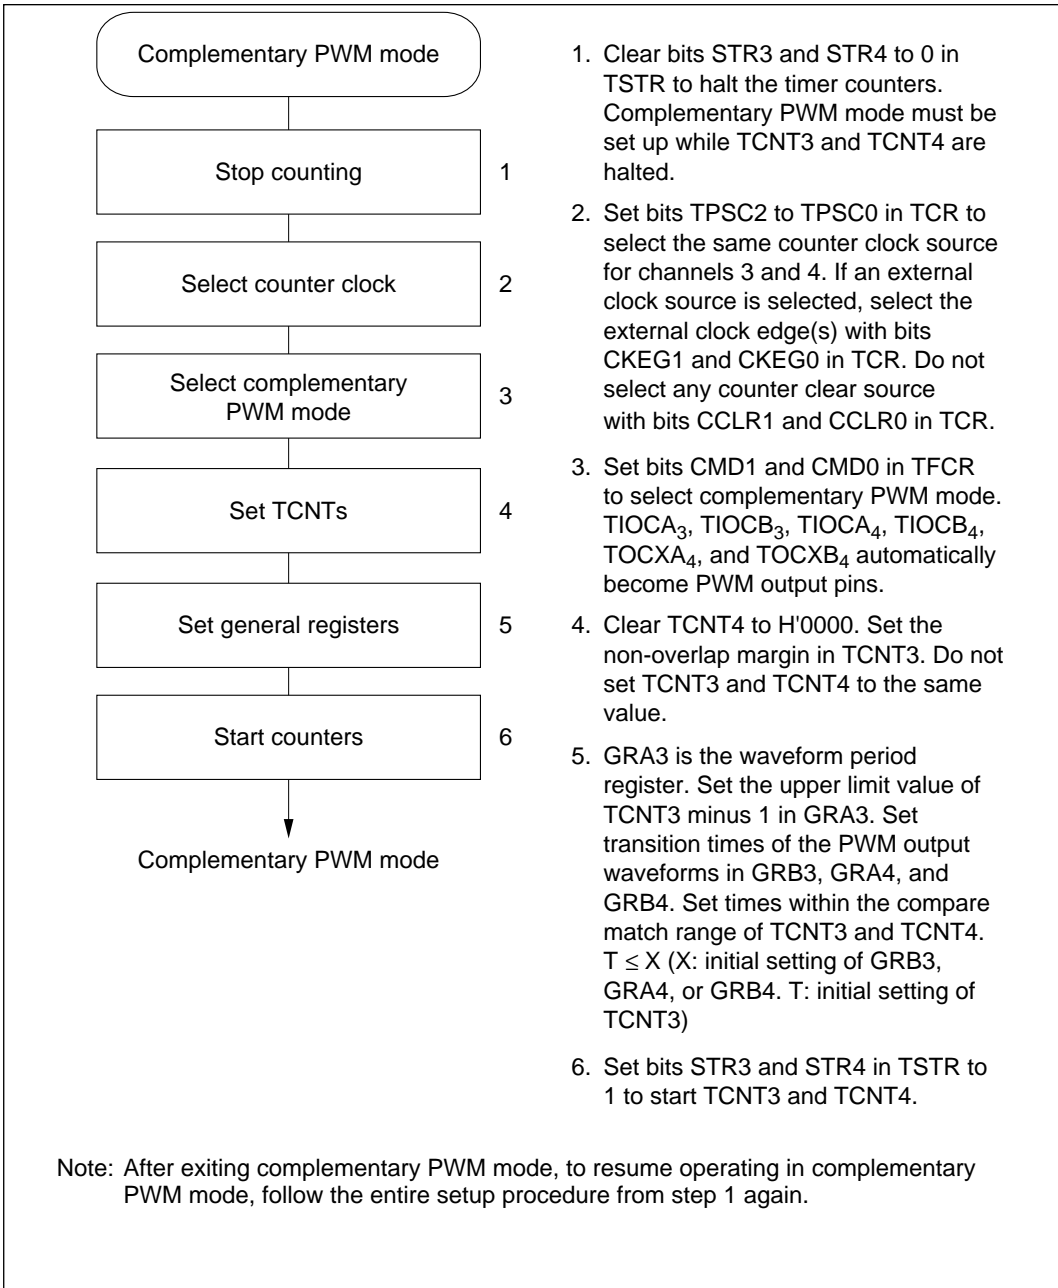 Complementary PWM mode
Stop counting
1
Select counter clock
2
Select complementary
PWM mode
3
Set TCNTs
4
Set general registers
5
Start counters
6
Complementary PWM mode
1. Clear bits STR3 and STR4 to 0 in
TSTR to halt the timer counters.
Complementary PWM mode must be
set up while TCNT3 and TCNT4 are
halted.
2. Set bits TPSC2 to TPSC0 in TCR to
select the same counter clock source
for channels 3 and 4. If an external
clock source is selected, select the
external clock edge(s) with bits
CKEG1 and CKEG0 in TCR. Do not
select any counter clear source
with bits CCLR1 and CCLR0 in TCR.
3. Set bits CMD1 and CMD0 in TFCR
to select complementary PWM mode.
TIOCA3, TIOCB3, TIOCA4, TIOCB4,
TOCXA4, and TOCXB4 automatically
become PWM output pins.
4. Clear TCNT4 to H'0000. Set the
non-overlap margin in TCNT3. Do not
set TCNT3 and TCNT4 to the same
value.
5. GRA3 is the waveform period
register. Set the upper limit value of
TCNT3 minus 1 in GRA3. Set
transition times of the PWM output
waveforms in GRB3, GRA4, and
GRB4. Set times within the compare
match range of TCNT3 and TCNT4.
T ≤ X (X: initial setting of GRB3,
GRA4, or GRB4. T: initial setting of
TCNT3)
6. Set bits STR3 and STR4 in TSTR to
1 to start TCNT3 and TCNT4.
Note: After exiting complementary PWM mode, to resume operating in complementary
PWM mode, follow the entire setup procedure from step 1 again.